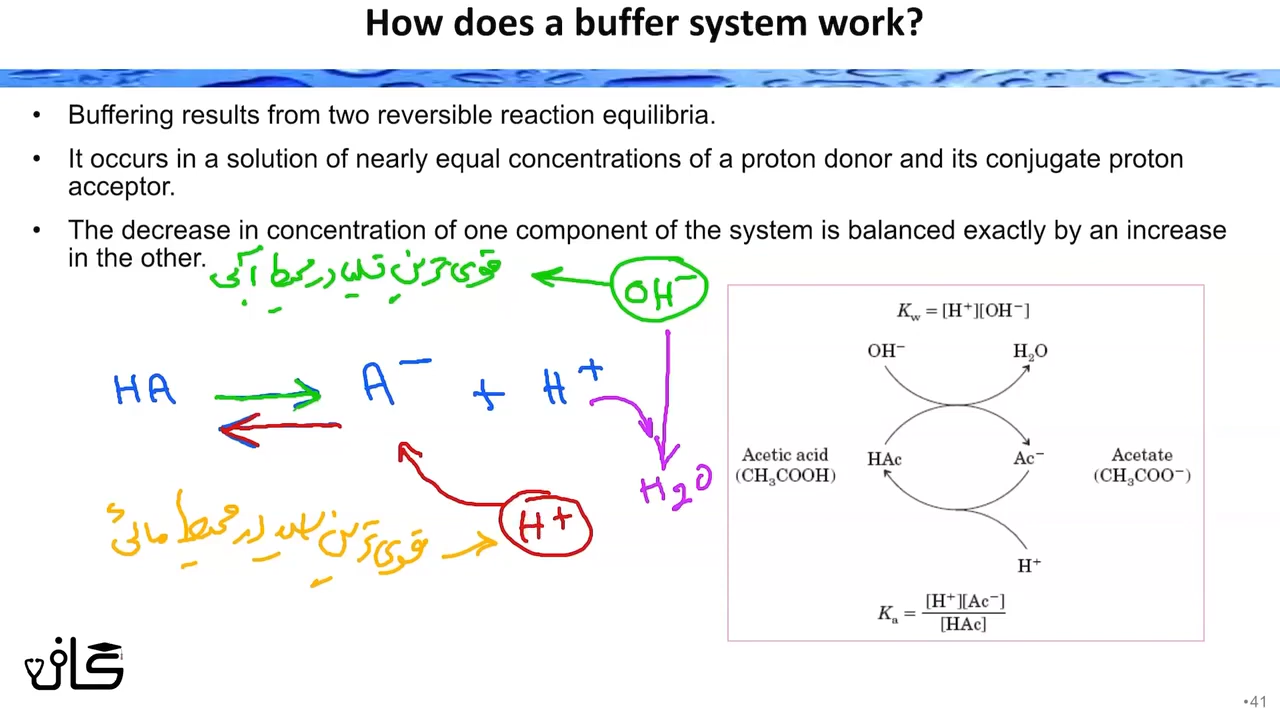 How does a buffer system work?
• Buffering results from two reversible reaction equilibria.
• It occurs in a solution of nearly equal concentrations of a proton donor and its conjugate proton
acceptor.
• The decrease in concentration of one component of the system is balanced exactly by an increase
in the other.
قوی ترین قلیا در محیط آبی
OH⁻
HA
A⁻ + H⁺
H2O
H⁺
قوی ترین اسید در محیط مائی
Kw = [H⁺][OH⁻]
OH⁻ H₂O
Acetic acid
(CH₃COOH)
HAc Ac⁻
Acetate
(CH₃COO⁻)
H⁺
Ka = [H⁺][Ac⁻]
[HAc]
•41